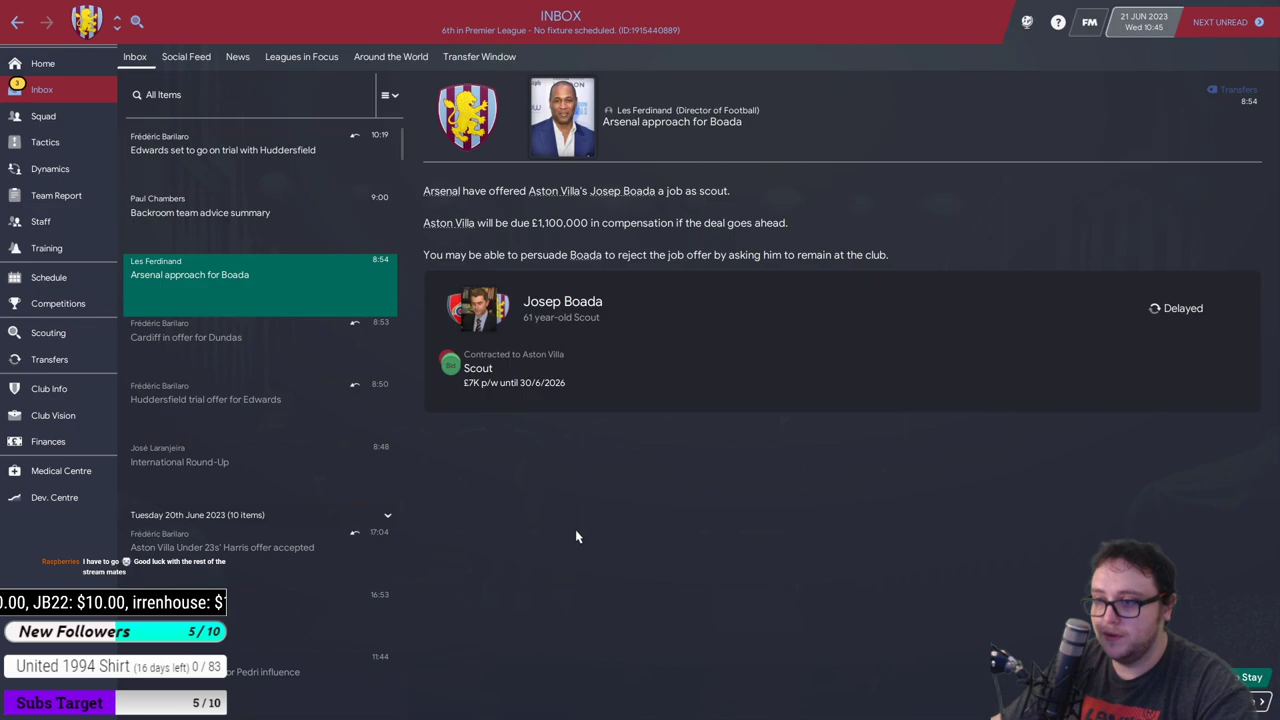 INBOX
6th in Premier League - No fixture scheduled. (ID:1915440889)
FM
21 JUN 2023
Wed 10:45
NEXT UNREAD
Home
3
Inbox
Squad
Tactics
Dynamics
Team Report
Staff
Training
Schedule
Competitions
Scouting
Transfers
Club Info
Club Vision
Finances
Medical Centre
Dev. Centre
Inbox
Social Feed
News
Leagues in Focus
Around the World
Transfer Window
All Items
Frédéric Barilaro
10:19
Edwards set to go on trial with Huddersfield
Paul Chambers
9:00
Backroom team advice summary
Les Ferdinand
8:54
Arsenal approach for Boada
Frédéric Barilaro
8:53
Cardiff in offer for Dundas
Frédéric Barilaro
8:50
Huddersfield trial offer for Edwards
José Laranjeira
8:48
International Round-Up
Tuesday 20th June 2023 (10 items)
Frédéric Barilaro
17:04
Aston Villa Under 23s' Harris offer accepted
16:53
11:44
or Pedri influence
Les Ferdinand (Director of Football)
Arsenal approach for Boada
Transfers
8:54
Arsenal have offered Aston Villa's Josep Boada a job as scout.
Aston Villa will be due £1,100,000 in compensation if the deal goes ahead.
You may be able to persuade Boada to reject the job offer by asking him to remain at the club.
Josep Boada
61 year-old Scout
Delayed
Contracted to Aston Villa
Bid
Scout
£7K p/w until 30/6/2026
Stay
Raspberries I have to go Good luck with the rest of the
stream mates
0.00, JB22: $10.00, irrenhouse: $
New Followers 5 / 10
United 1994 Shirt (16 days left) 0 / 83
Subs Target 5 / 10